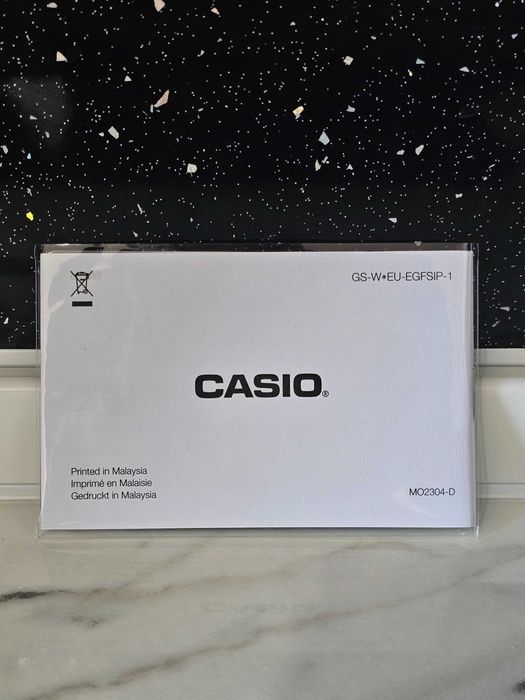 GS-W•EU-EGFSIP-1
CASIO®
Printed in Malaysia
Imprimé en Malaisie
Gedruckt in Malaysia
MO2304-D